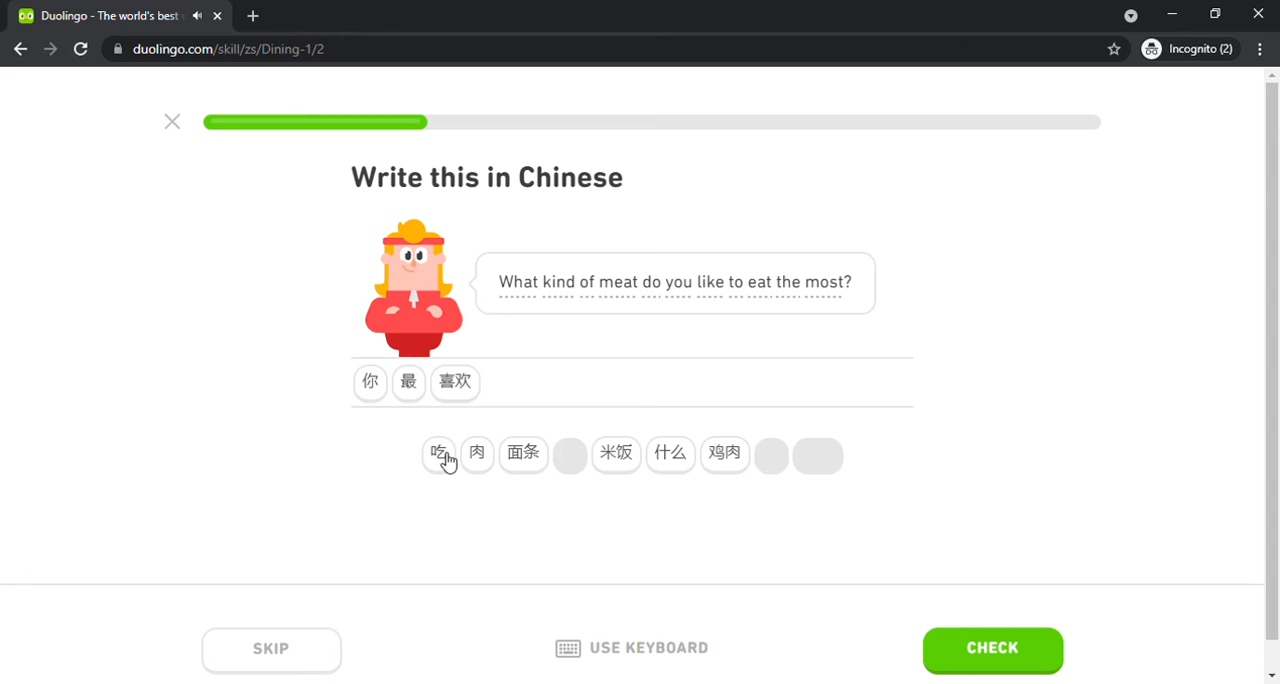 Duolingo - The world's best
duolingo.com/skill/zs/Dining-1/2
Incognito (2)
Write this in Chinese
What kind of meat do you like to eat the most?
你 最 喜欢
吃 肉 面条 米饭 什么 鸡肉
SKIP
USE KEYBOARD
CHECK